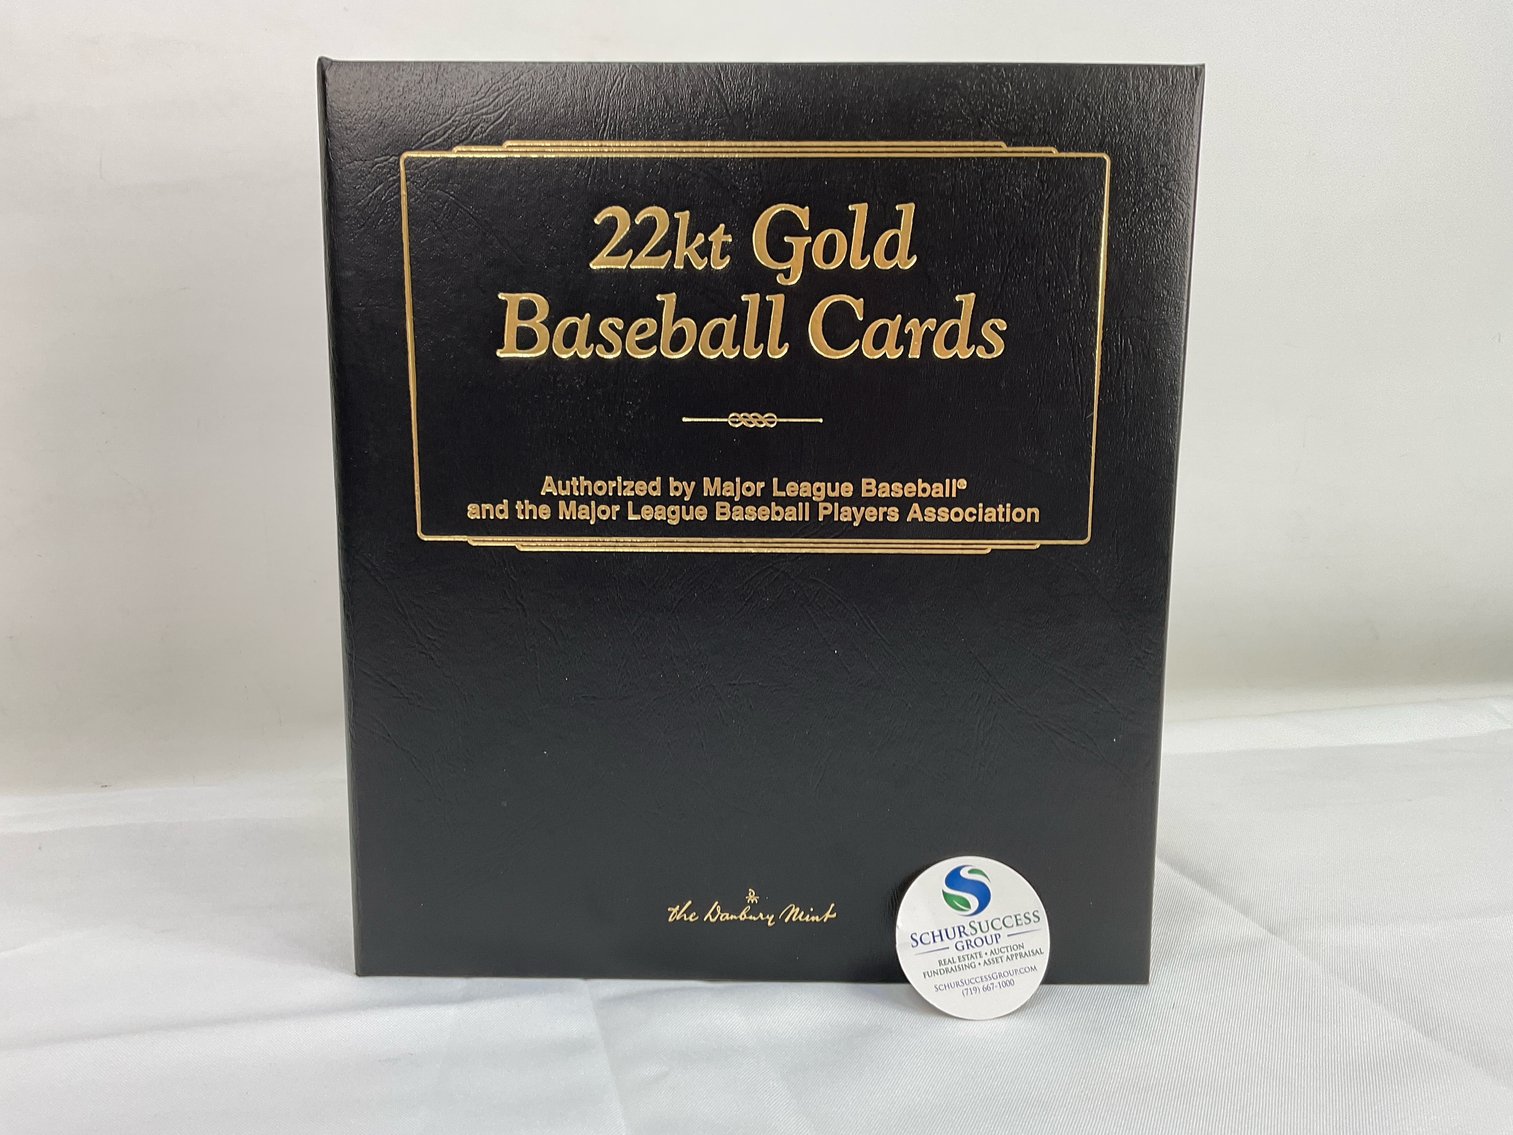 22kt Gold
Baseball Cards
Authorized by Major League Baseball®
and the Major League Baseball Players Association
the Danbury Mint
SCHURSUCCESS
GROUP
REAL ESTATE • AUCTION
FUNDRAISING • ASSET APPRAISAL
SCHURSUCCESSGROUP.COM
(719) 667-1000